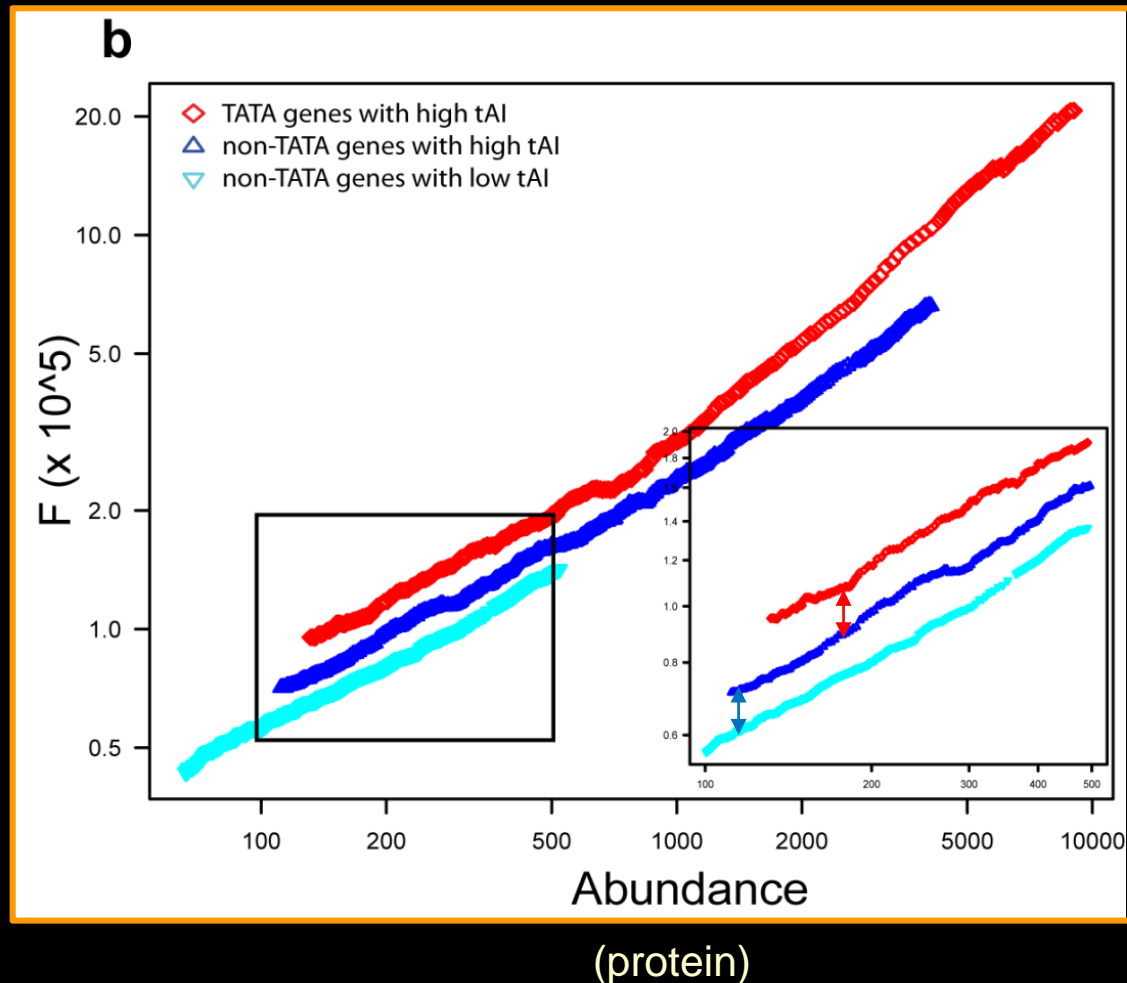 b
TATA genes with high tAI
non-TATA genes with high tAI
non-TATA genes with low tAI
F (x 10^5)
20.0
10.0
5.0
2.0
1.0
0.5
2.0
1.8
1.6
1.4
1.2
1.0
0.8
0.6
100 200 300 400 500
100 200 500 1000 2000 5000 10000
Abundance
(protein)